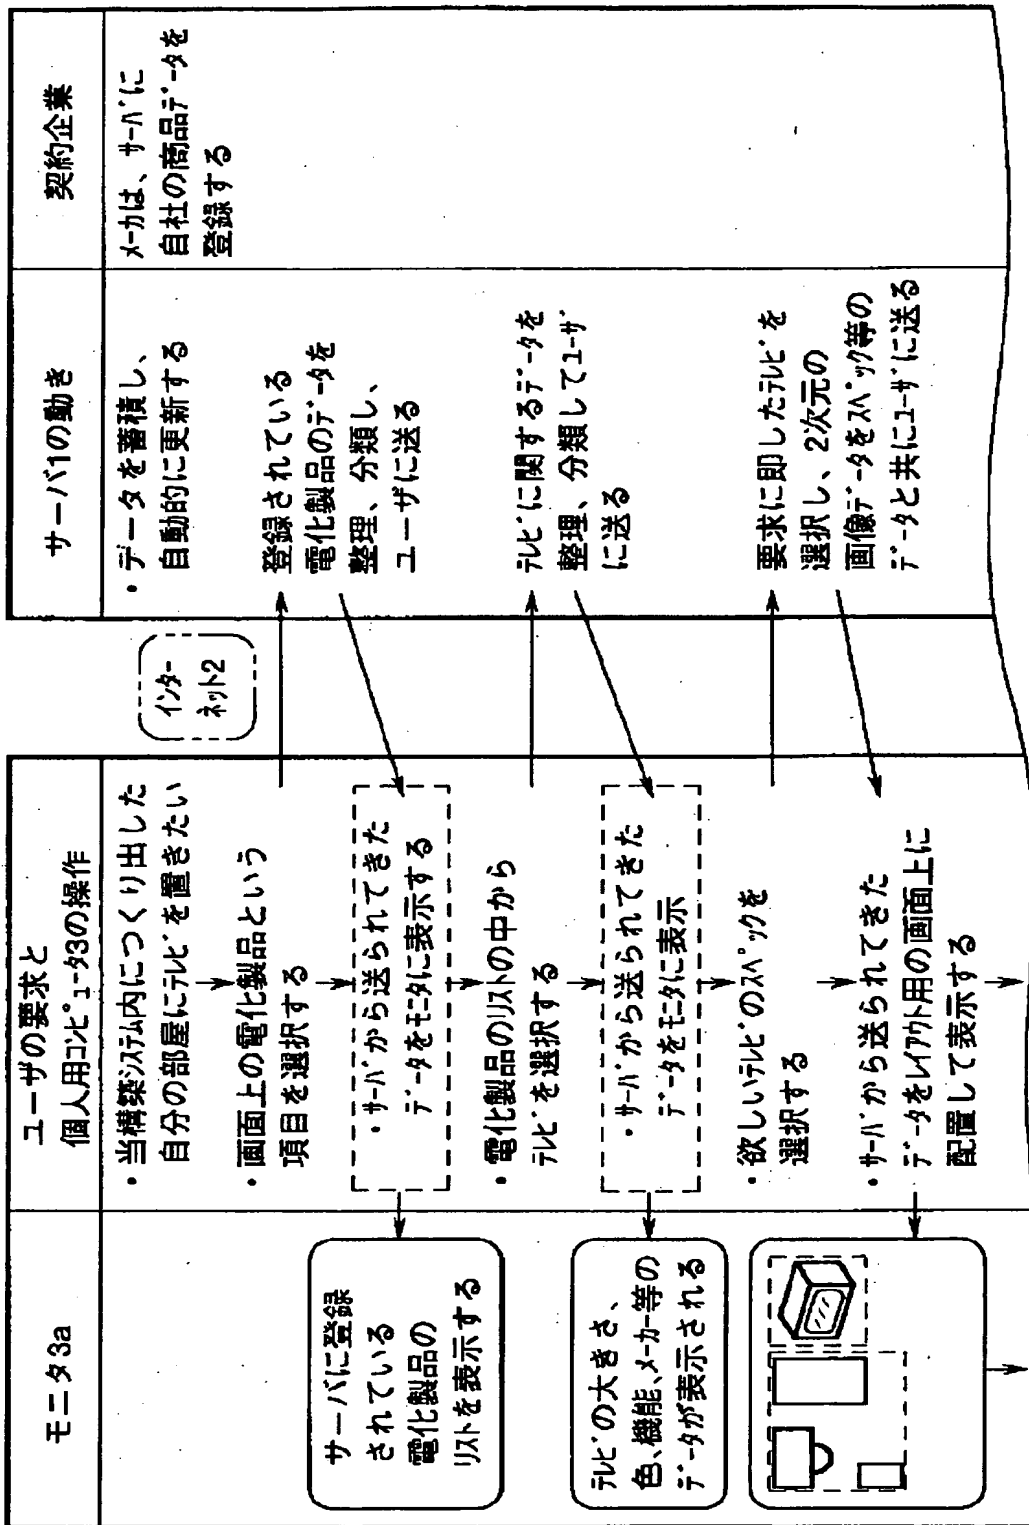 モニタ3a
サーバに登録
されている
電化製品の
リストを表示する
テレビの大きさ、
色、機能、メーカー等の
データが表示される
ユーザの要求と
個人用コンピュータ3の操作
・当構築システム内につくり出した
自分の部屋にテレビを置きたい
・画面上の電化製品という
項目を選択する
・サーバから送られてきた
データをモニタに表示する
・電化製品のリストの中から
テレビを選択する
・サーバから送られてきた
データをモニタに表示
・欲しいテレビのスペックを
選択する
・サーバから送られてきた
データをレイアウト用の画面上に
配置して表示する
インター
ネット2
サーバ1の動き
・データを蓄積し、
自動的に更新する
登録されている
電化製品のデータを
整理、分類し、
ユーザに送る
テレビに関するデータを
整理、分類してユーザ
に送る
要求に即したテレビを
選択し、2次元の
画像データをスペック等の
データと共にユーザに送る
契約企業
メーカは、サーバに
自社の商品データを
登録する